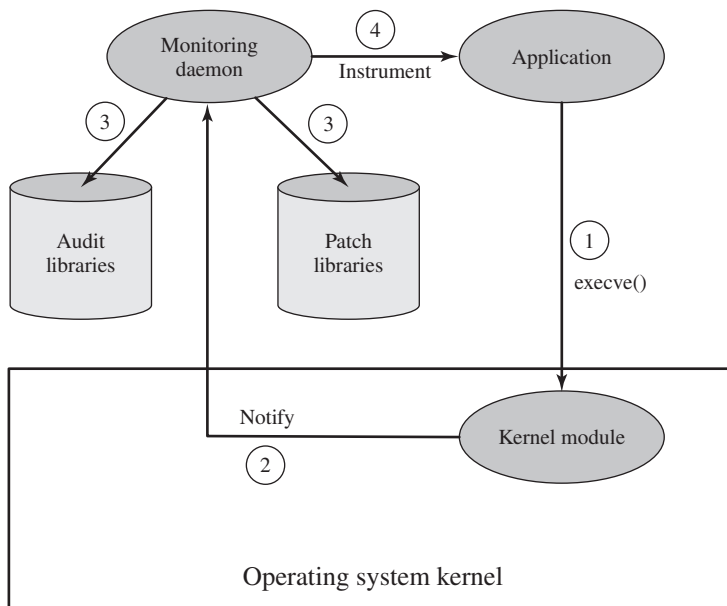 Monitoring
daemon
4
Instrument
Application
3
3
Audit
libraries
Patch
libraries
1
execve()
Notify
2
Kernel module
Operating system kernel